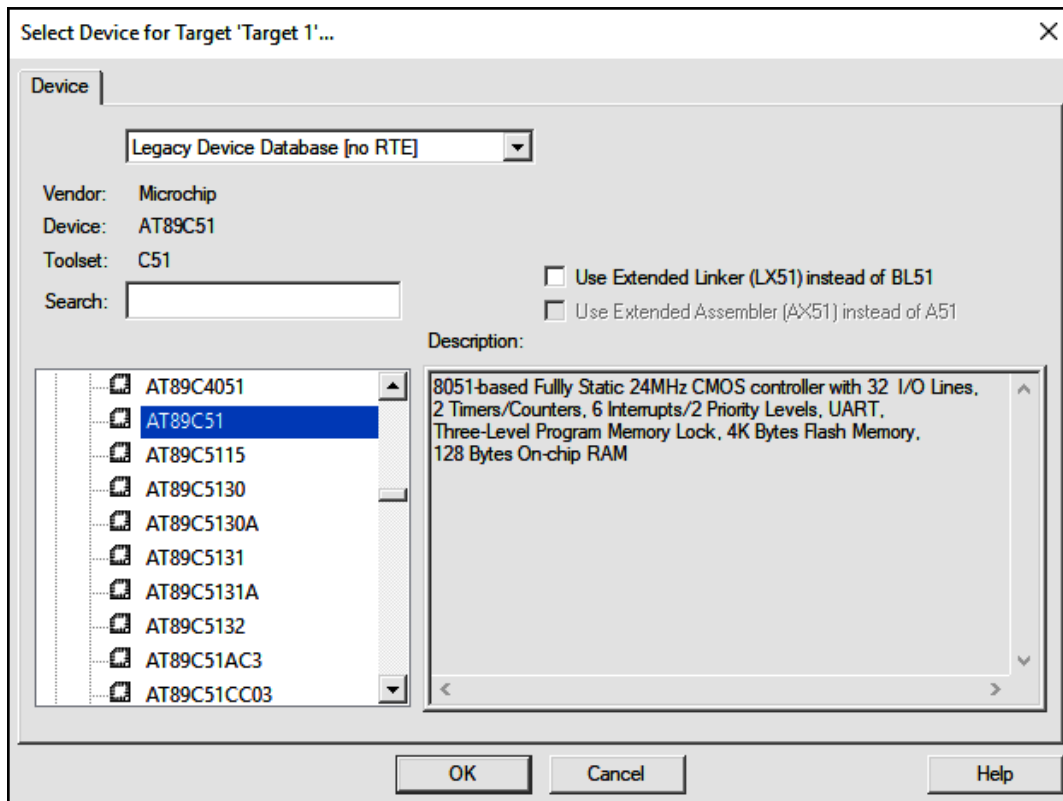 Select Device for Target 'Target 1'...
Device
Legacy Device Database [no RTE]
Vendor: Microchip
Device: AT89C51
Toolset: C51
Search:
Use Extended Linker (LX51) instead of BL51
Use Extended Assembler (AX51) instead of A51
Description:
AT89C4051
AT89C51
AT89C5115
AT89C5130
AT89C5130A
AT89C5131
AT89C5131A
AT89C5132
AT89C51AC3
AT89C51CC03
8051-based Fullly Static 24MHz CMOS controller with 32 I/O Lines,
2 Timers/Counters, 6 Interrupts/2 Priority Levels, UART,
Three-Level Program Memory Lock, 4K Bytes Flash Memory,
128 Bytes On-chip RAM
OK
Cancel
Help